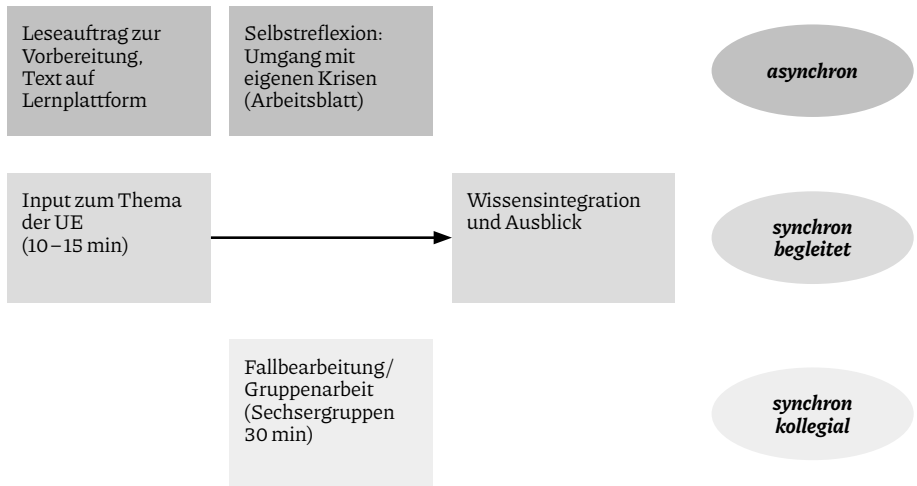 Leseauftrag zur
Vorbereitung,
Text auf
Lernplattform
Selbstreflexion:
Umgang mit
eigenen Krisen
(Arbeitsblatt)
asynchron
Input zum Thema
der UE
(10–15 min)
Wissensintegration
und Ausblick
synchron
begleitet
Fallbearbeitung/
Gruppenarbeit
(Sechsergruppen
30 min)
synchron
kollegial